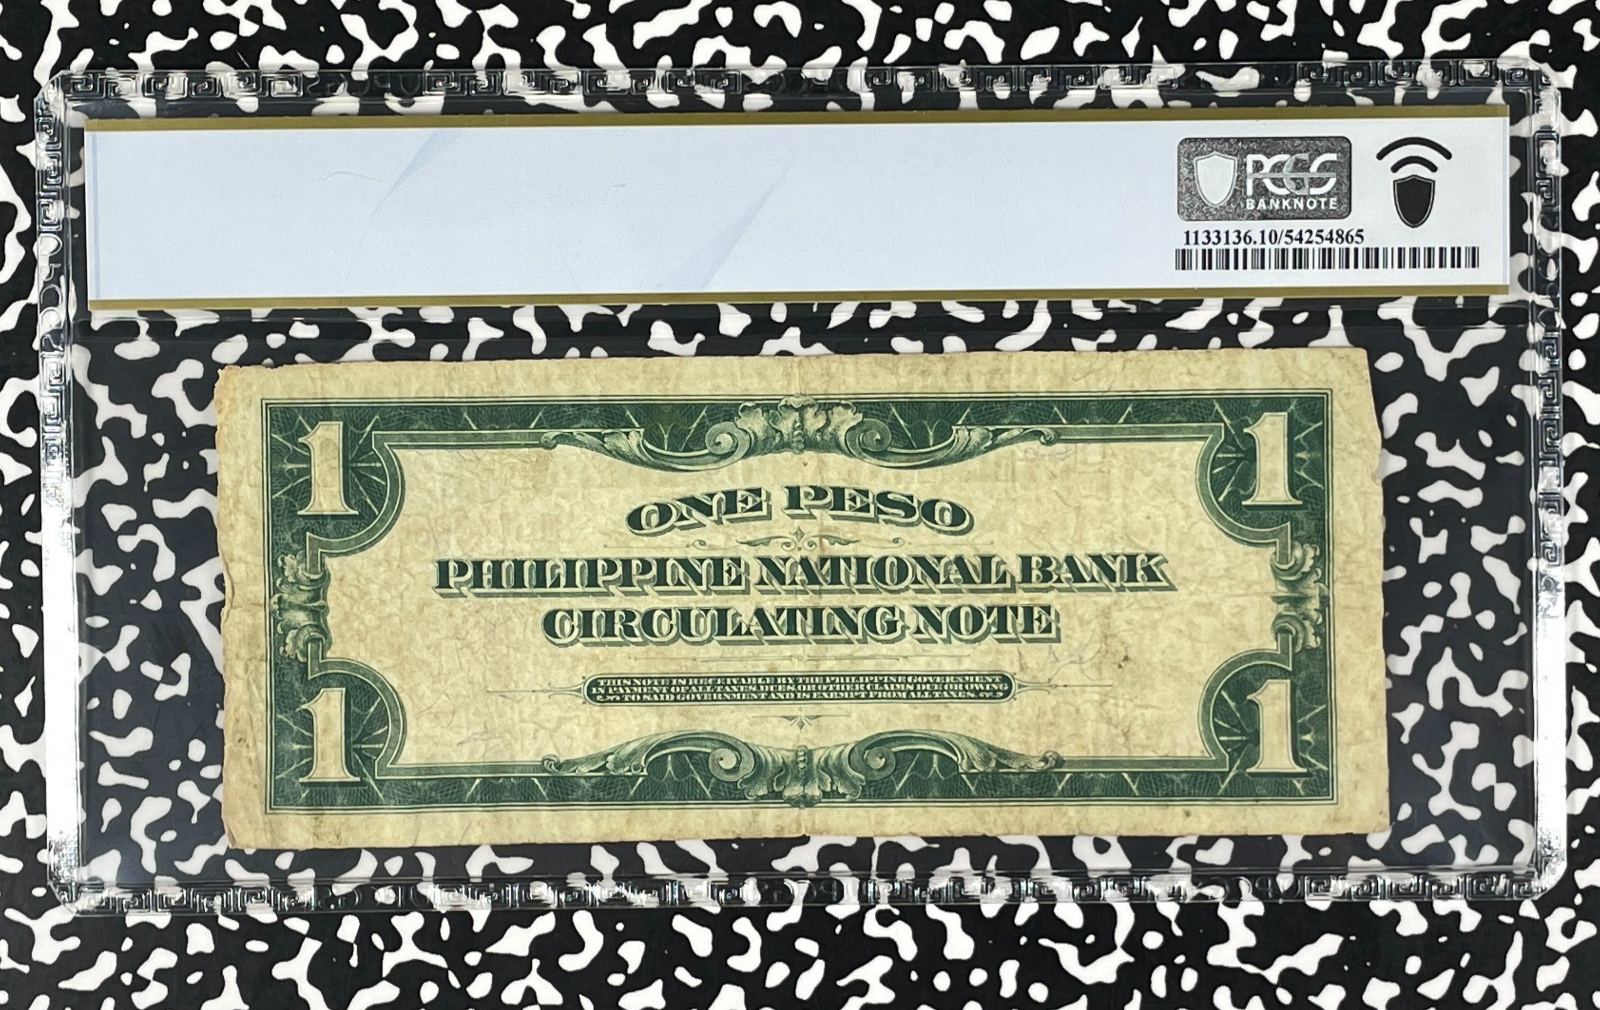 PCGS
BANKNOTE
1133136.10/54254865
1 1
ONE PESO
PHILIPPINE NATIONAL BANK
CIRCULATING NOTE
THIS NOTE IS RECEIVABLE BY THE PHILIPPINE GOVERNMENT
IN PAYMENT OF ALL TAXES, DUES, OR OTHER CLAIMS DUE OR OWING
TO SAID GOVERNMENT AND IS EXEMPT FROM ALL TAXES.
1 1